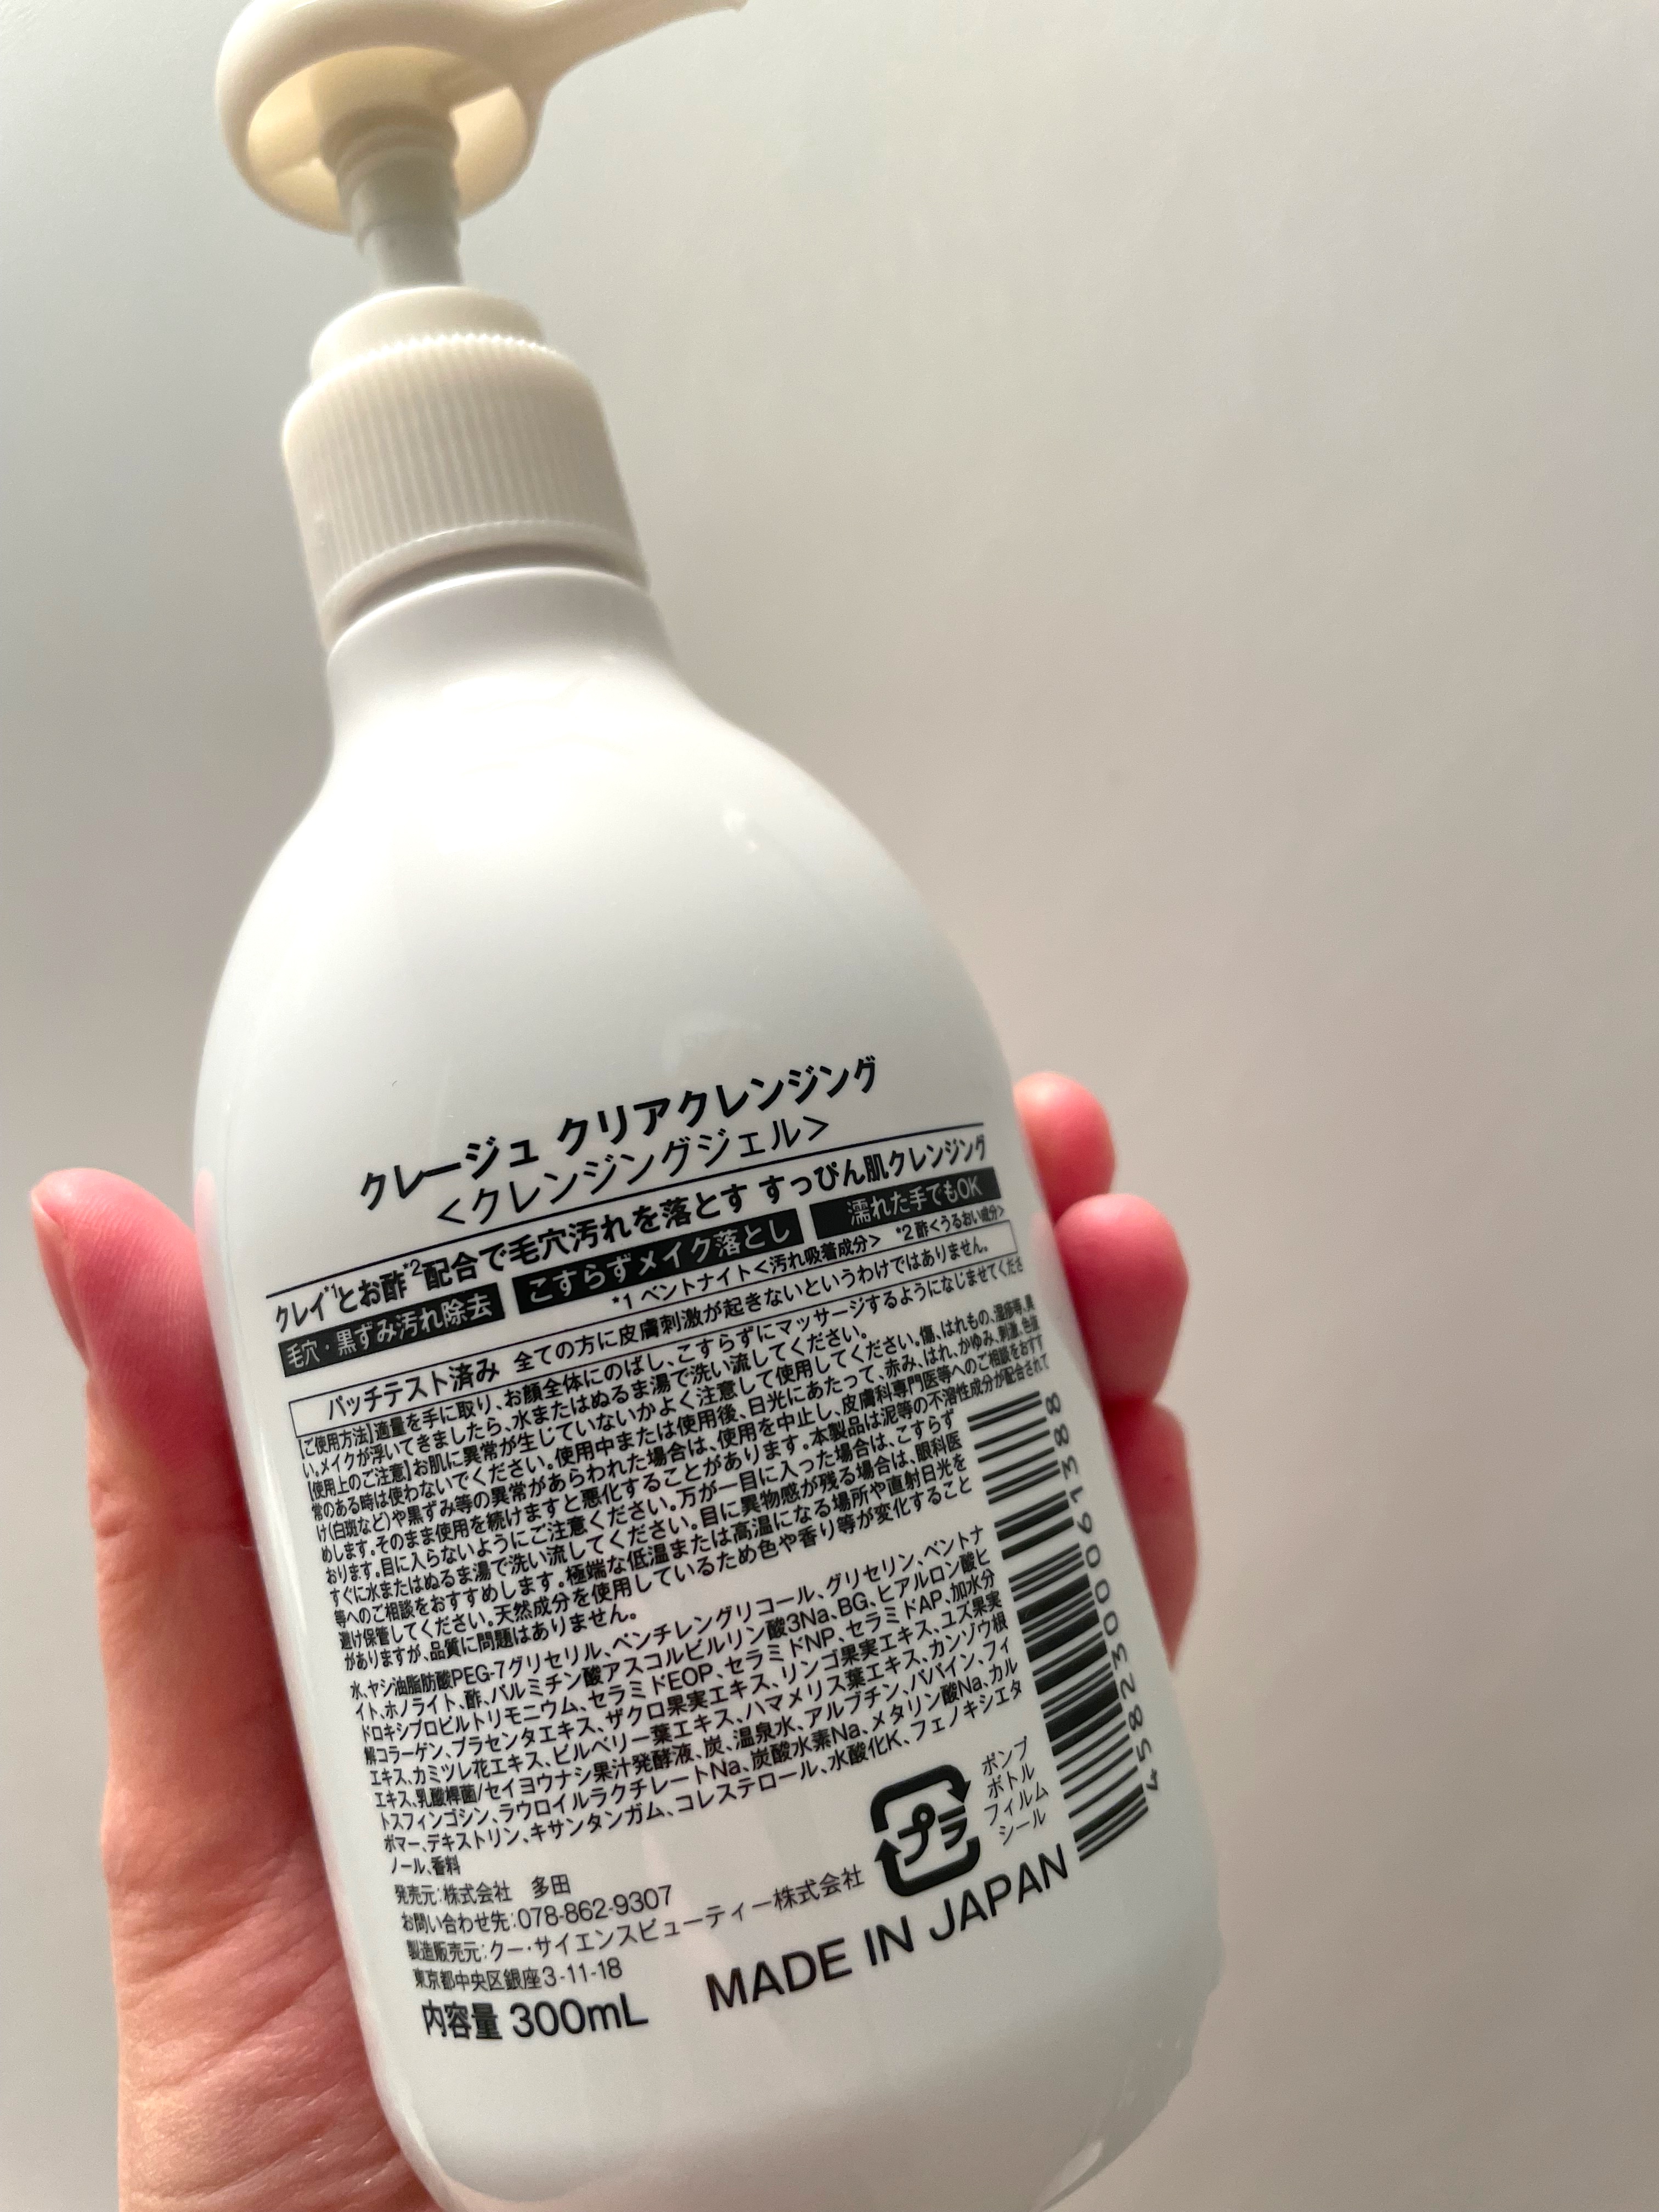 クレージュ クリアクレンジング
<クレンジングジェル>
クレイ*1とお酢*2配合で毛穴汚れを落とす すっぴん肌クレンジング
毛穴・黒ずみ汚れ除去 こすらずメイク落とし 濡れた手でもOK
*1 ベントナイト<汚れ吸着成分> *2 酢<うるおい成分>
パッチテスト済み 全ての方に皮膚刺激が起きないというわけではありません。
[ご使用方法]適量を手に取り、お顔全体にのばし、こすらずにマッサージするようになじませてくださ
い。メイクが浮いてきましたら、水またはぬるま湯で洗い流してください。
[使用上のご注意]お肌に異常が生じていないかよく注意して使用してください。傷、はれもの、湿疹等、異
常のある時は使わないでください。使用中または使用後、日光にあたって、赤み、はれ、かゆみ、刺激、色抜
け(白斑など)や黒ずみ等の異常があらわれた場合は、使用を中止し、皮膚科専門医等へのご相談をおすす
めします。そのまま使用を続けますと悪化することがあります。本製品は泥等の不溶性成分が配合されて
おります。目に入らないようにご注意ください。万が一目に入った場合は、こすらず
すぐに水またはぬるま湯で洗い流してください。目に異物感が残る場合は、眼科医
等へのご相談をおすすめします。極端な低温または高温になる場所や直射日光を
避け保管してください。天然成分を使用しているため色や香り等が変化すること
がありますが、品質に問題はありません。
水、ヤシ油脂肪酸PEG-7グリセリル、ペンチレングリコール、グリセリン、ベントナ
イト、ホノライト、酢、パルミチン酸アスコルビルリン酸3Na、BG、ヒアルロン酸ヒ
ドロキシプロピルトリモニウム、セラミドEOP、セラミドNP、セラミドAP、加水分
解コラーゲン、プラセンタエキス、ザクロ果実エキス、リンゴ果実エキス、ユズ果実
エキス、カミツレ花エキス、ビルベリー葉エキス、ハマメリス葉エキス、カンゾウ根
エキス、乳酸桿菌/セイヨウナシ果汁発酵液、炭、温泉水、アルブチン、パパイン、フィ
トスフィンゴシン、ラウロイルラクチレートNa、炭酸水素Na、メタリン酸Na、カル
ボマー、デキストリン、キサンタンガム、コレステロール、水酸化K、フェノキシエタ
ノール、香料
発売元:株式会社 多田
お問い合わせ先:078-862-9307
製造販売元:クー・サイエンスビューティー株式会社
東京都中央区銀座3-11-18
内容量 300mL
プラ
ポンプ
ボトル
フィルム
シール
MADE IN JAPAN
4582300061388